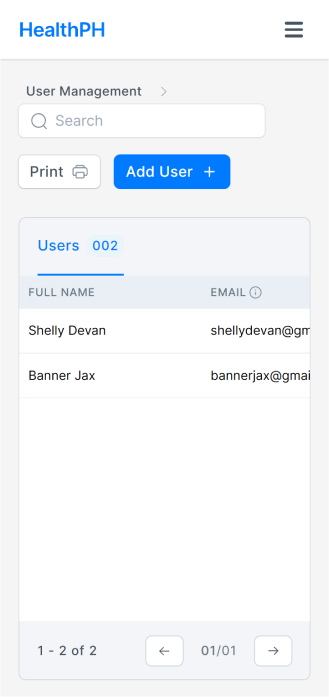 HealthPH
User Management
Search
Print
Add User
Users 002
FULL NAME EMAIL
Shelly Devan shellydevan@gm
Banner Jax bannerjax@gmai
1 - 2 of 2 01/01